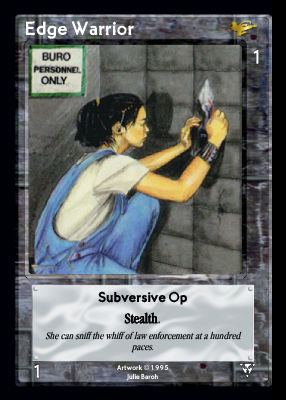 Edge Warrior
1
BURO
PERSONNEL
ONLY
Subversive Op
Stealth.
She can sniff the whiff of law enforcement at a hundred
paces.
1
Artwork © 1995
Julie Baroh